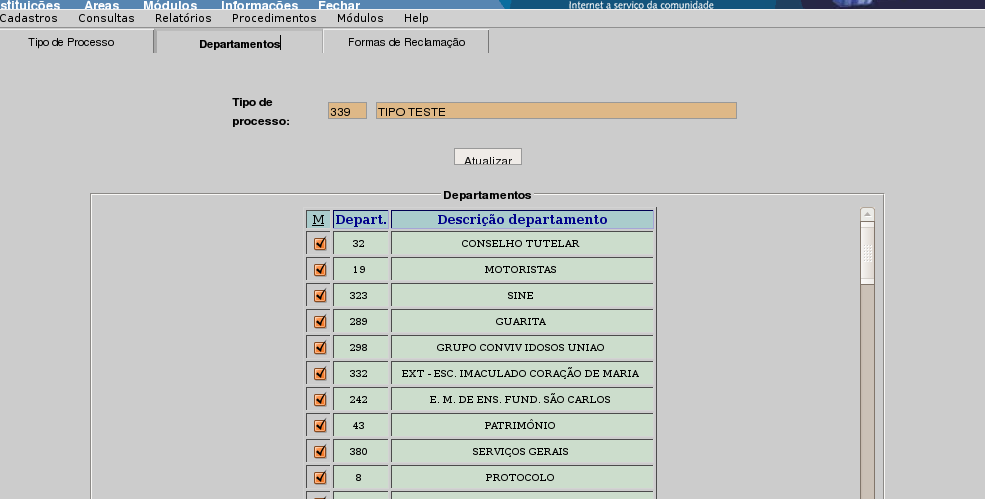 stituições Areas Módulos Informações Fechar
Internet a serviço da comunidade
Cadastros Consultas Relatórios Procedimentos Módulos Help
Tipo de Processo Departamentos Formas de Reclamação
Tipo de
processo:
339 TIPO TESTE
Atualizar
Departamentos
M Depart. Descrição departamento
32 CONSELHO TUTELAR
19 MOTORISTAS
323 SINE
289 GUARITA
298 GRUPO CONVIV IDOSOS UNIAO
332 EXT - ESC. IMACULADO CORAÇÃO DE MARIA
242 E. M. DE ENS. FUND. SÃO CARLOS
43 PATRIMÔNIO
380 SERVIÇOS GERAIS
8 PROTOCOLO